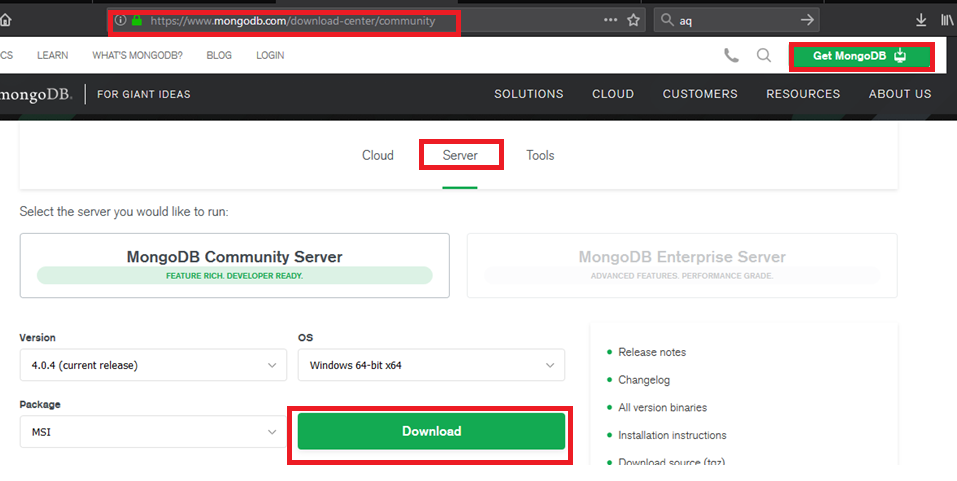 https://www.mongodb.com/download-center/community
aq
CS LEARN WHAT'S MONGODB? BLOG LOGIN
Get MongoDB
mongoDB. FOR GIANT IDEAS
SOLUTIONS CLOUD CUSTOMERS RESOURCES ABOUT US
Cloud Server Tools
Select the server you would like to run:
MongoDB Community Server
FEATURE RICH. DEVELOPER READY.
MongoDB Enterprise Server
ADVANCED FEATURES. PERFORMANCE GRADE.
Version
4.0.4 (current release)
OS
Windows 64-bit x64
Package
MSI
Download
Release notes
Changelog
All version binaries
Installation instructions
Download source (tgz)